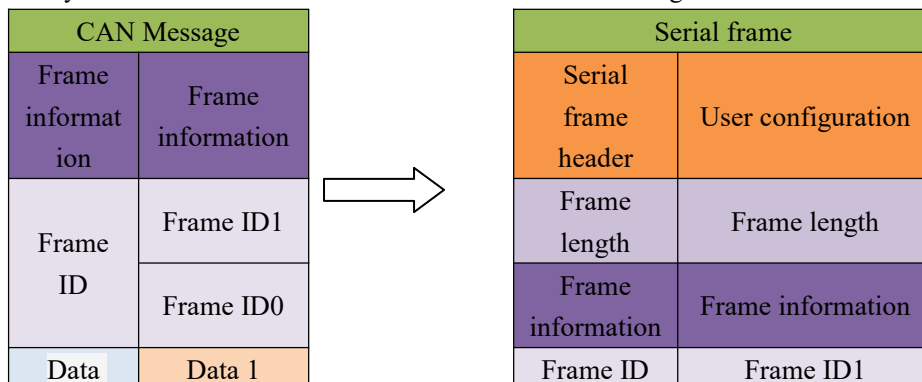 CAN Message
Frame
informat
ion
Frame
information
Frame
ID
Frame ID1
Frame ID0
Data
Data 1
Serial frame
Serial
frame
header
User configuration
Frame
length
Frame length
Frame
information
Frame information
Frame ID
Frame ID1